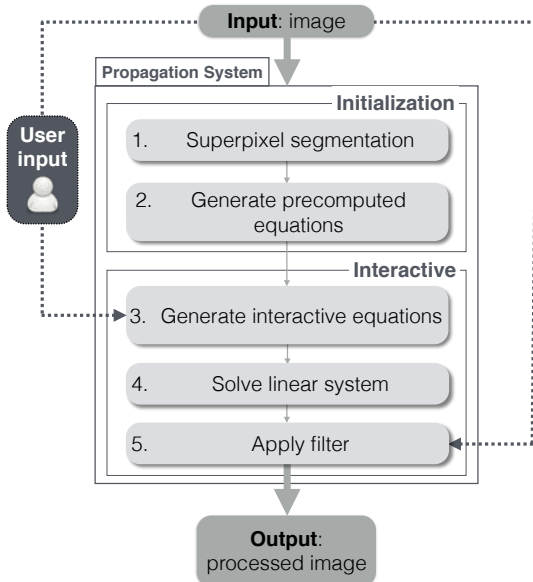 Input: image
Propagation System
Initialization
User
input
1. Superpixel segmentation
2. Generate precomputed
equations
Interactive
3. Generate interactive equations
4. Solve linear system
5. Apply filter
Output:
processed image